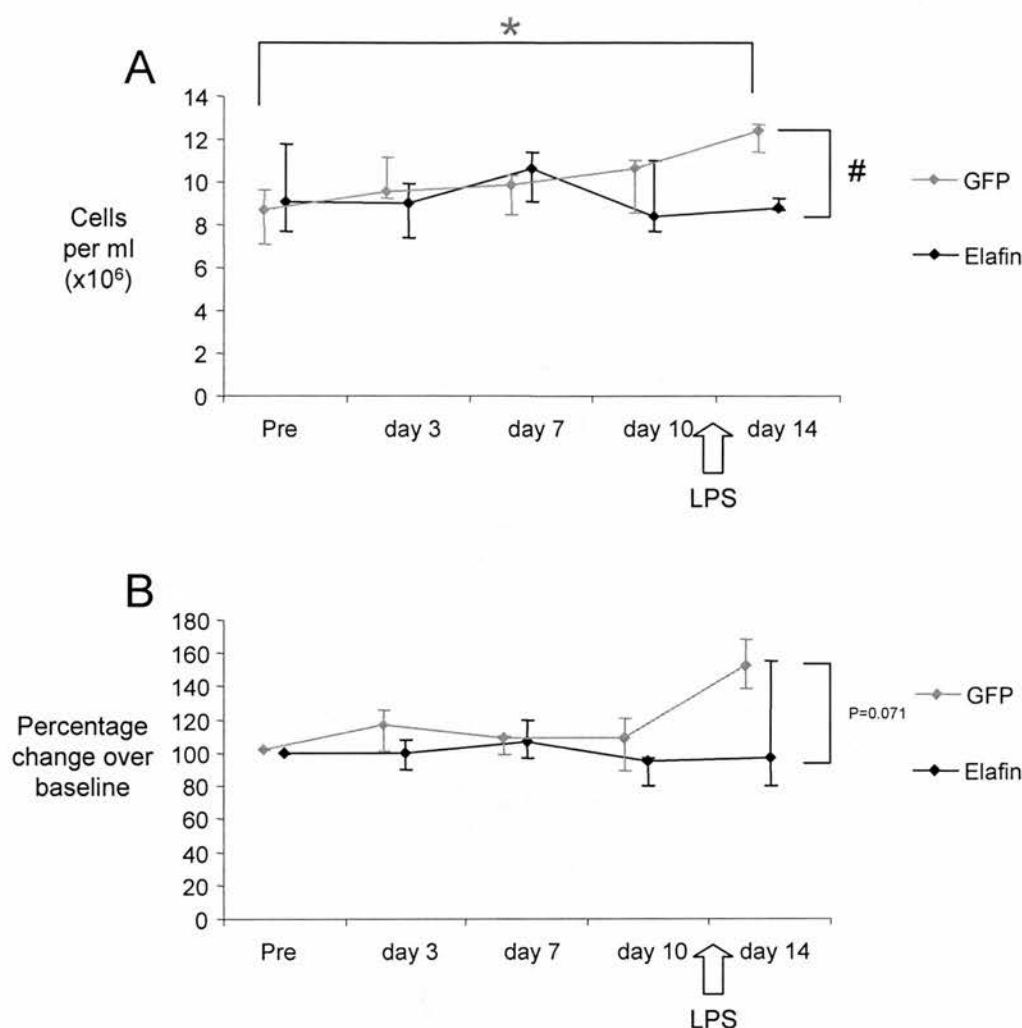 *
A
14
12
10
8
6
4
2
0
Cells
per ml
(x10⁶)
#
GFP
Elafin
Pre day 3 day 7 day 10 day 14
LPS
B
180
160
140
120
100
80
60
40
20
0
Percentage
change over
baseline
P=0.071
GFP
Elafin
Pre day 3 day 7 day 10 day 14
LPS